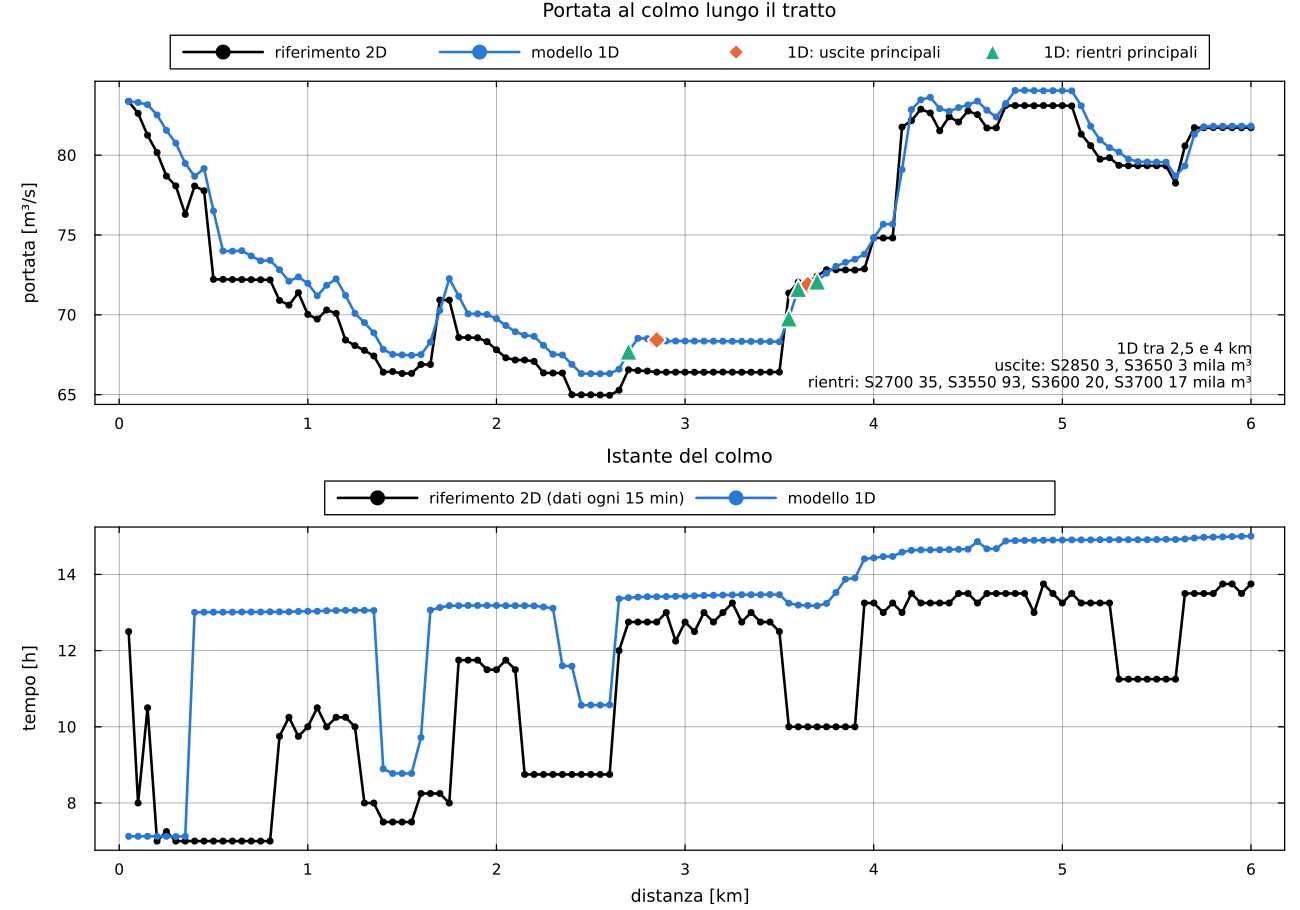 Portata al colmo lungo il tratto
riferimento 2D modello 1D 1D: uscite principali 1D: rientri principali
portata [m³/s]
80
75
70
65
1D tra 2,5 e 4 km
uscite: S2850 3, S3650 3 mila m³
rientri: S2700 35, S3550 93, S3600 20, S3700 17 mila m³
0 1 2 3 4 5 6
Istante del colmo
riferimento 2D (dati ogni 15 min) modello 1D
tempo [h]
14
12
10
8
0 1 2 3 4 5 6
distanza [km]